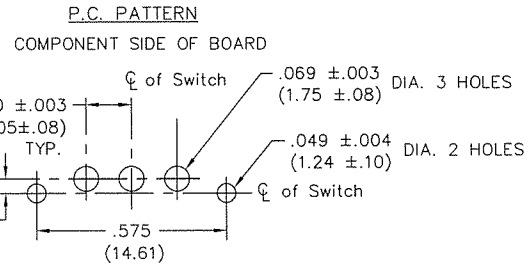 P.C. PATTERN
COMPONENT SIDE OF BOARD
℄ of Switch
.069 ±.003
(1.75 ±.08) DIA. 3 HOLES
±.003
05±.08)
TYP.
.049 ±.004
(1.24 ±.10) DIA. 2 HOLES
℄ of Switch
.575
(14.61)